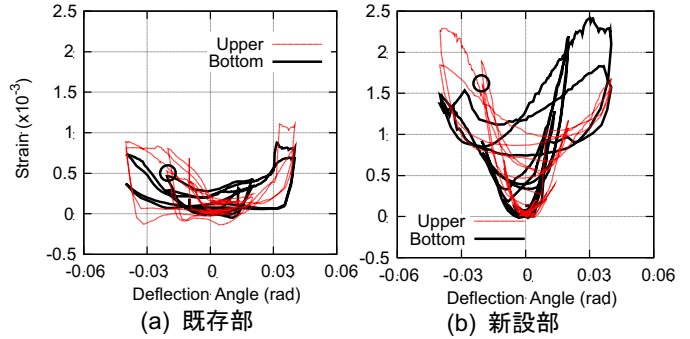 2.5
2
1.5
1
0.5
0
-0.5
Strain (x10-3)
Upper
Bottom
-0.06 -0.03 0 0.03 0.06
Deflection Angle (rad)
(a) 既存部
2.5
2
1.5
1
0.5
0
-0.5
Upper
Bottom
-0.06 -0.03 0 0.03 0.06
Deflection Angle (rad)
(b) 新設部